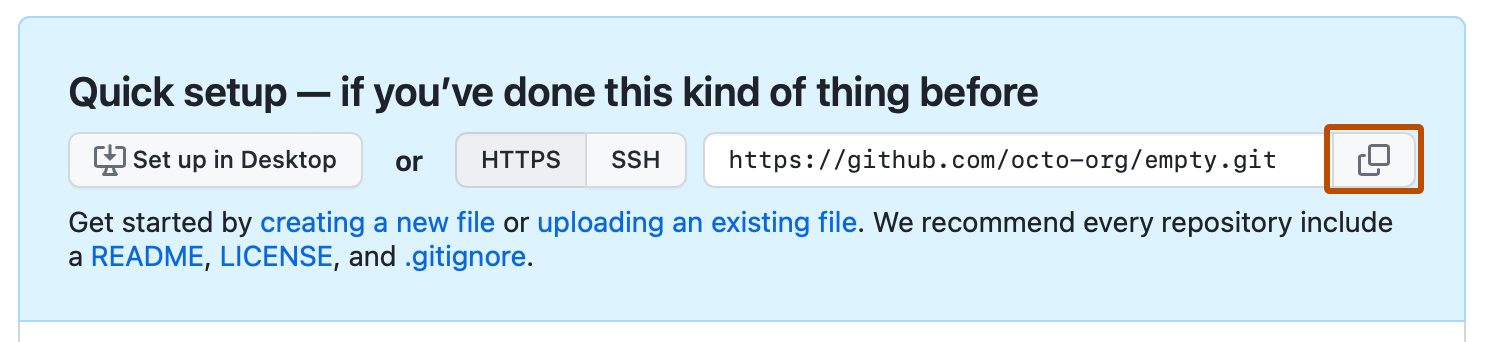 Quick setup — if you’ve done this kind of thing before
Set up in Desktop or HTTPS SSH https://github.com/octo-org/empty.git
Get started by creating a new file or uploading an existing file. We recommend every repository include
a README, LICENSE, and .gitignore.